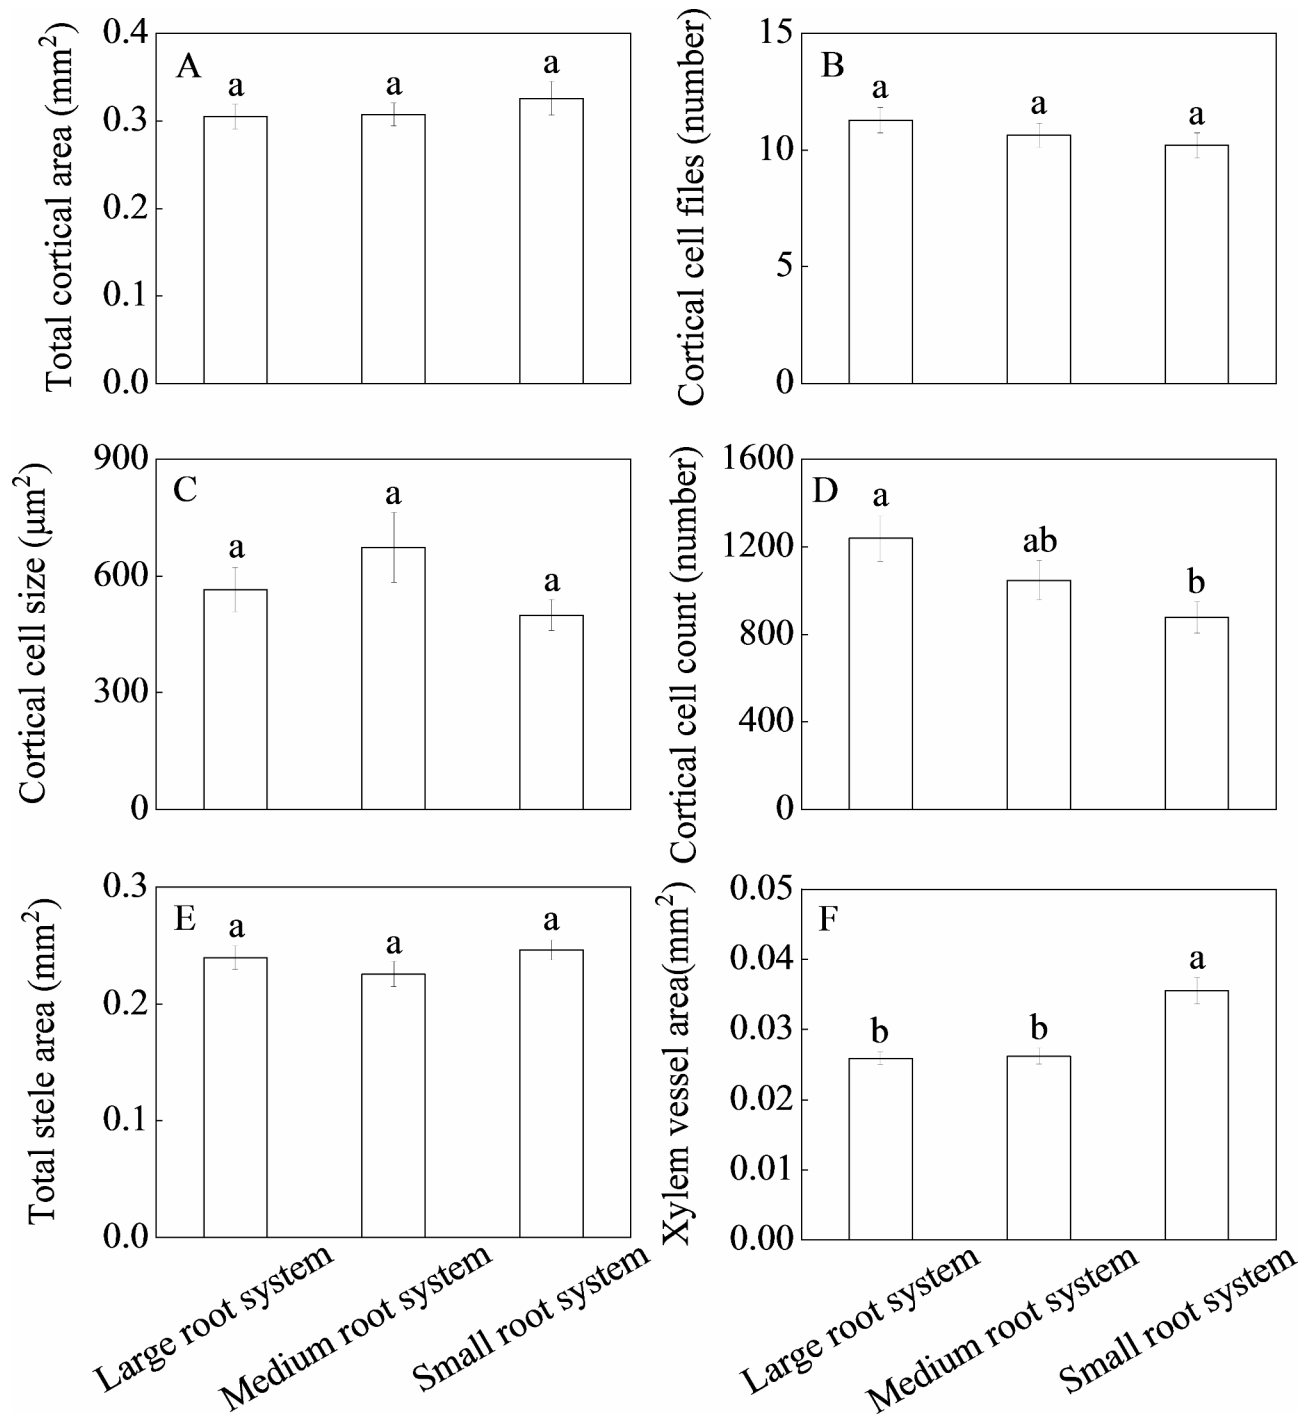 Total cortical area (mm²)
0.4
0.3
0.2
0.1
0.0
A
a
a
a
Cortical cell files (number)
15
10
5
0
B
a
a
a
Cortical cell size (μm²)
900
600
300
0
C
a
a
a
Cortical cell count (number)
1600
1200
800
400
0
D
a
ab
b
Total stele area (mm²)
0.3
0.2
0.1
0.0
E
a
a
a
Xylem vessel area(mm²)
0.05
0.04
0.03
0.02
0.01
0.00
F
b
b
a
Large root system
Medium root system
Small root system
Large root system
Medium root system
Small root system